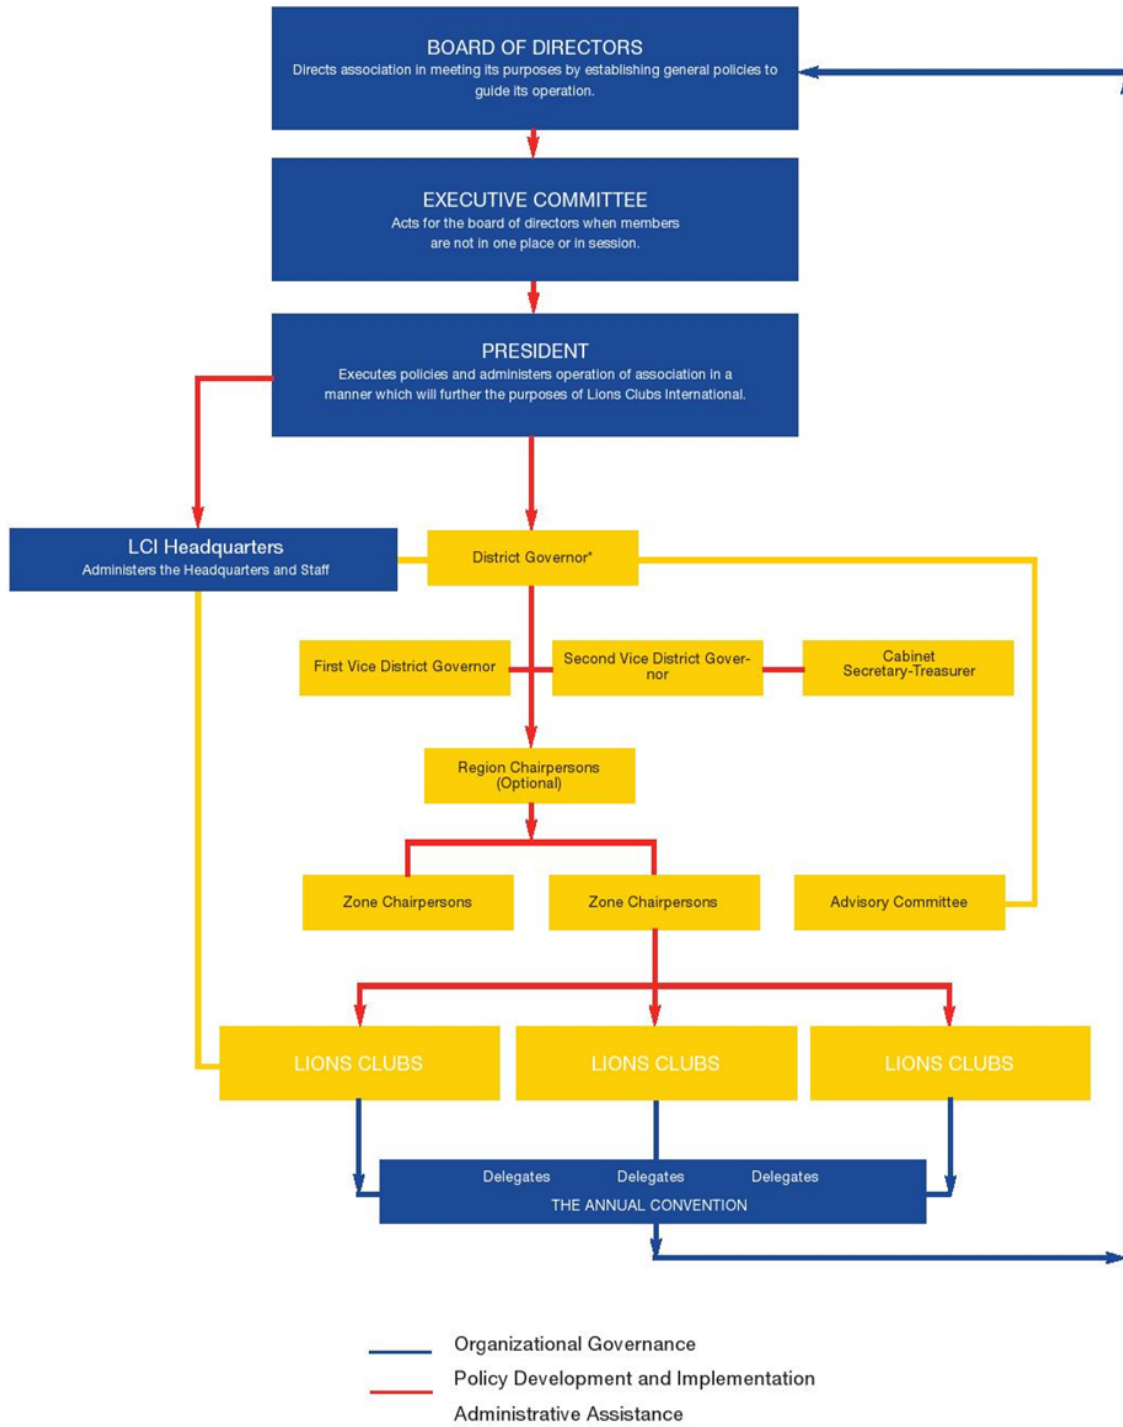 BOARD OF DIRECTORS
Directs association in meeting its purposes by establishing general policies to
guide its operation.
EXECUTIVE COMMITTEE
Acts for the board of directors when members
are not in one place or in session.
PRESIDENT
Executes policies and administers operation of association in a
manner which will further the purposes of Lions Clubs International.
LCI Headquarters
Administers the Headquarters and Staff
District Governor*
First Vice District Governor
Second Vice District Gover-
nor
Cabinet
Secretary-Treasurer
Region Chairpersons
(Optional)
Zone Chairpersons
Zone Chairpersons
Advisory Committee
LIONS CLUBS
LIONS CLUBS
LIONS CLUBS
Delegates Delegates Delegates
THE ANNUAL CONVENTION
Organizational Governance
Policy Development and Implementation
Administrative Assistance